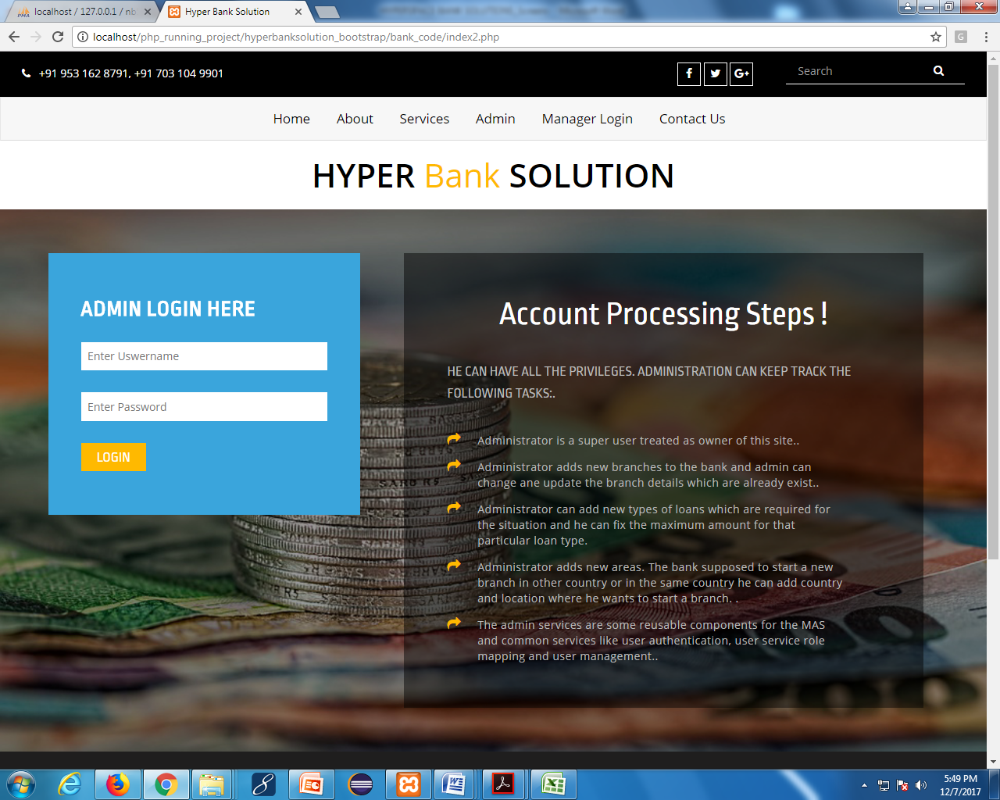 localhost / 127.0.0.1 / nb
Hyper Bank Solution
localhost/php_running_project/hyperbanksolution_bootstrap/bank_code/index2.php
+91 953 162 8791, +91 703 104 9901
Search
Home About Services Admin Manager Login Contact Us
HYPER Bank SOLUTION
ADMIN LOGIN HERE
Enter Uswername
Enter Password
LOGIN
Account Processing Steps !
HE CAN HAVE ALL THE PRIVILEGES. ADMINISTRATION CAN KEEP TRACK THE
FOLLOWING TASKS:.
Administrator is a super user treated as owner of this site..
Administrator adds new branches to the bank and admin can
change ane update the branch details which are already exist..
Administrator can add new types of loans which are required for
the situation and he can fix the maximum amount for that
particular loan type.
Administrator adds new areas. The bank supposed to start a new
branch in other country or in the same country he can add country
and location where he wants to start a branch. .
The admin services are some reusable components for the MAS
and common services like user authentication, user service role
mapping and user management..
5:49 PM
12/7/2017